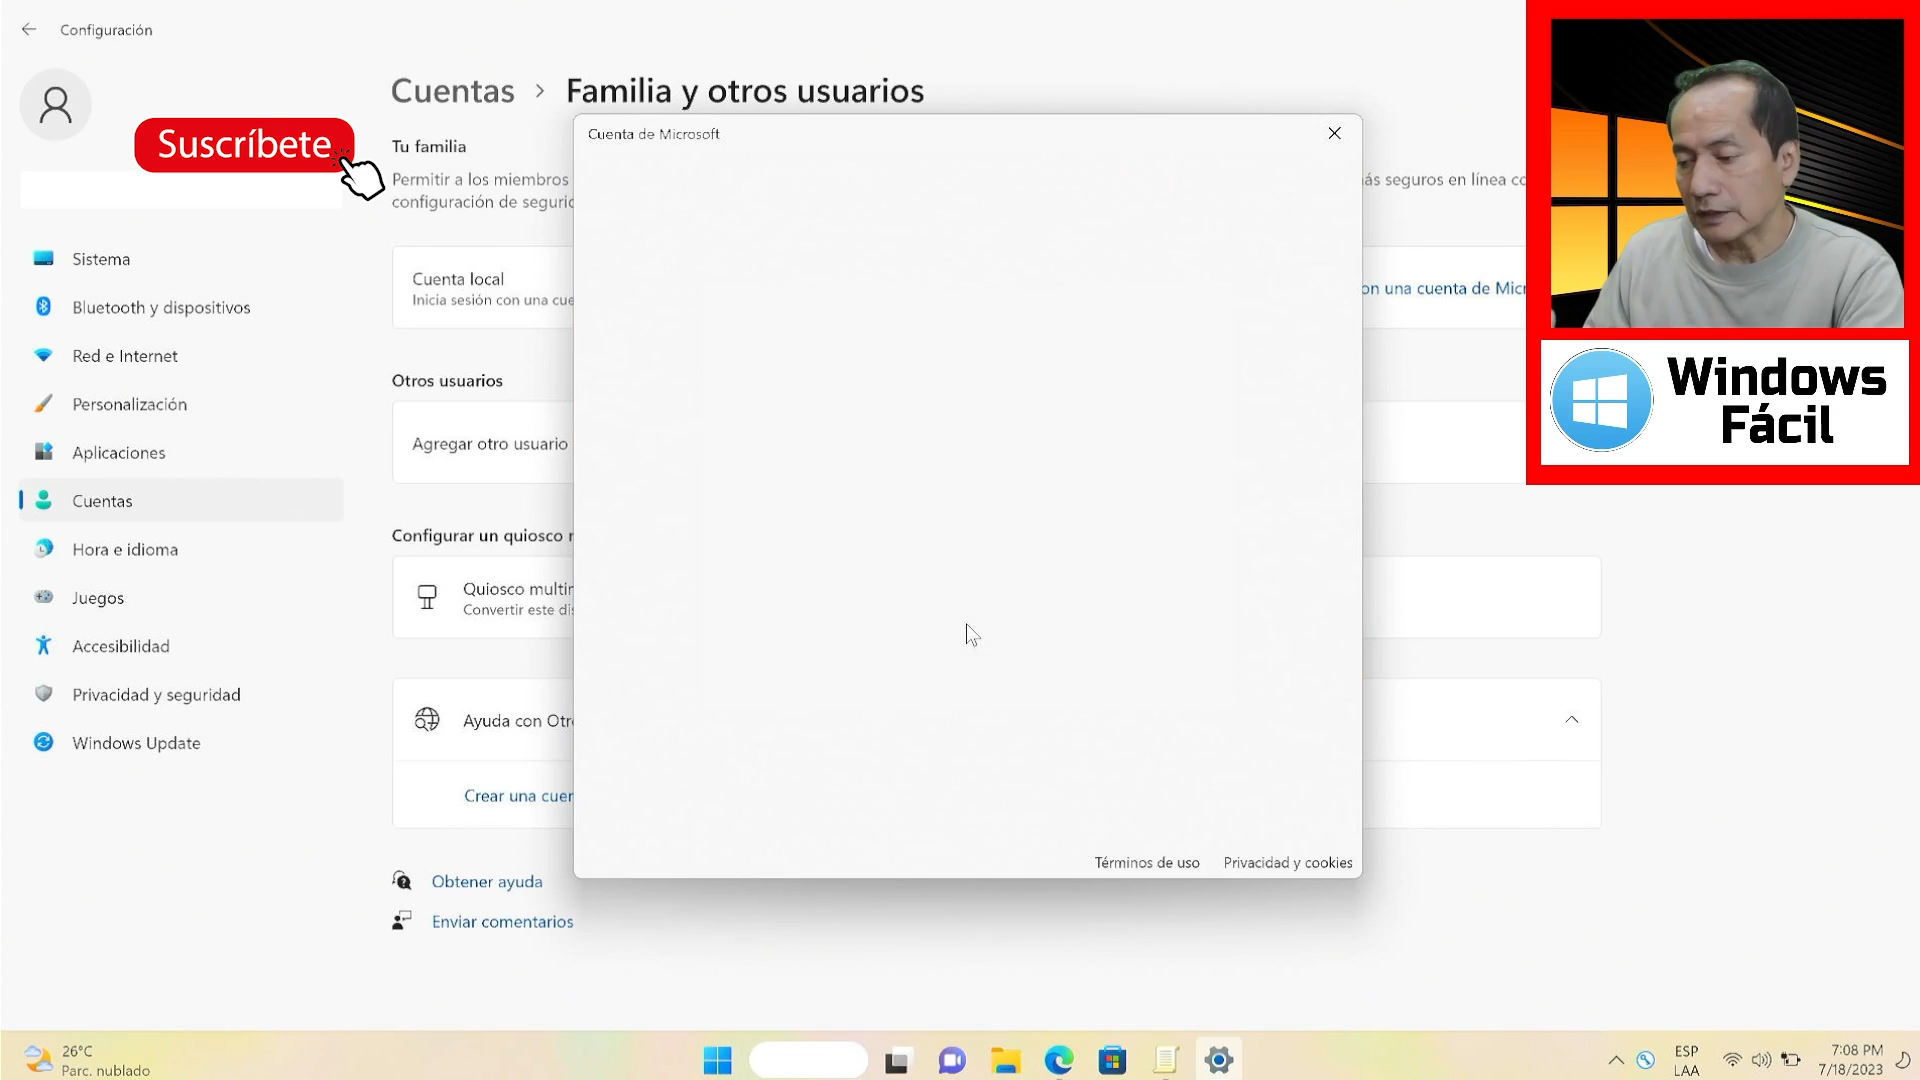 Configuración
Cuentas > Familia y otros usuarios
Suscríbete
Tu familia
Permitir a los miembros
ás seguros en línea co
configuración de seguri
Cuenta local
Inicia sesión con una cue
on una cuenta de Micr
Otros usuarios
Agregar otro usuario
Configurar un quiosco
Quiosco multi
Convertir este di
Ayuda con Otr
Crear una cue
Obtener ayuda
Enviar comentarios
Sistema
Bluetooth y dispositivos
Red e Internet
Personalización
Aplicaciones
Cuentas
Hora e idioma
Juegos
Accesibilidad
Privacidad y seguridad
Windows Update
Cuenta de Microsoft
Términos de uso
Privacidad y cookies
Windows
Fácil
26°C
Parc. nublado
ESP
LAA
7:08 PM
7/18/2023